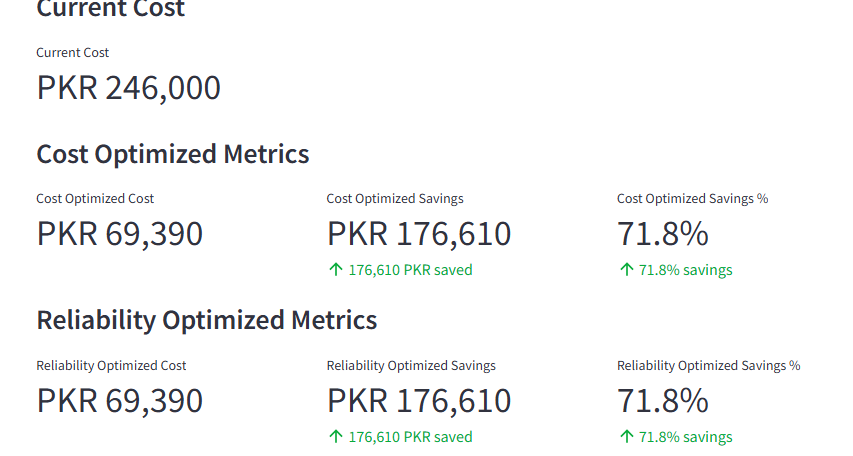 Current Cost
Current Cost
PKR 246,000
Cost Optimized Metrics
Cost Optimized Cost
PKR 69,390
Cost Optimized Savings
PKR 176,610
↑ 176,610 PKR saved
Cost Optimized Savings %
71.8%
↑ 71.8% savings
Reliability Optimized Metrics
Reliability Optimized Cost
PKR 69,390
Reliability Optimized Savings
PKR 176,610
↑ 176,610 PKR saved
Reliability Optimized Savings %
71.8%
↑ 71.8% savings